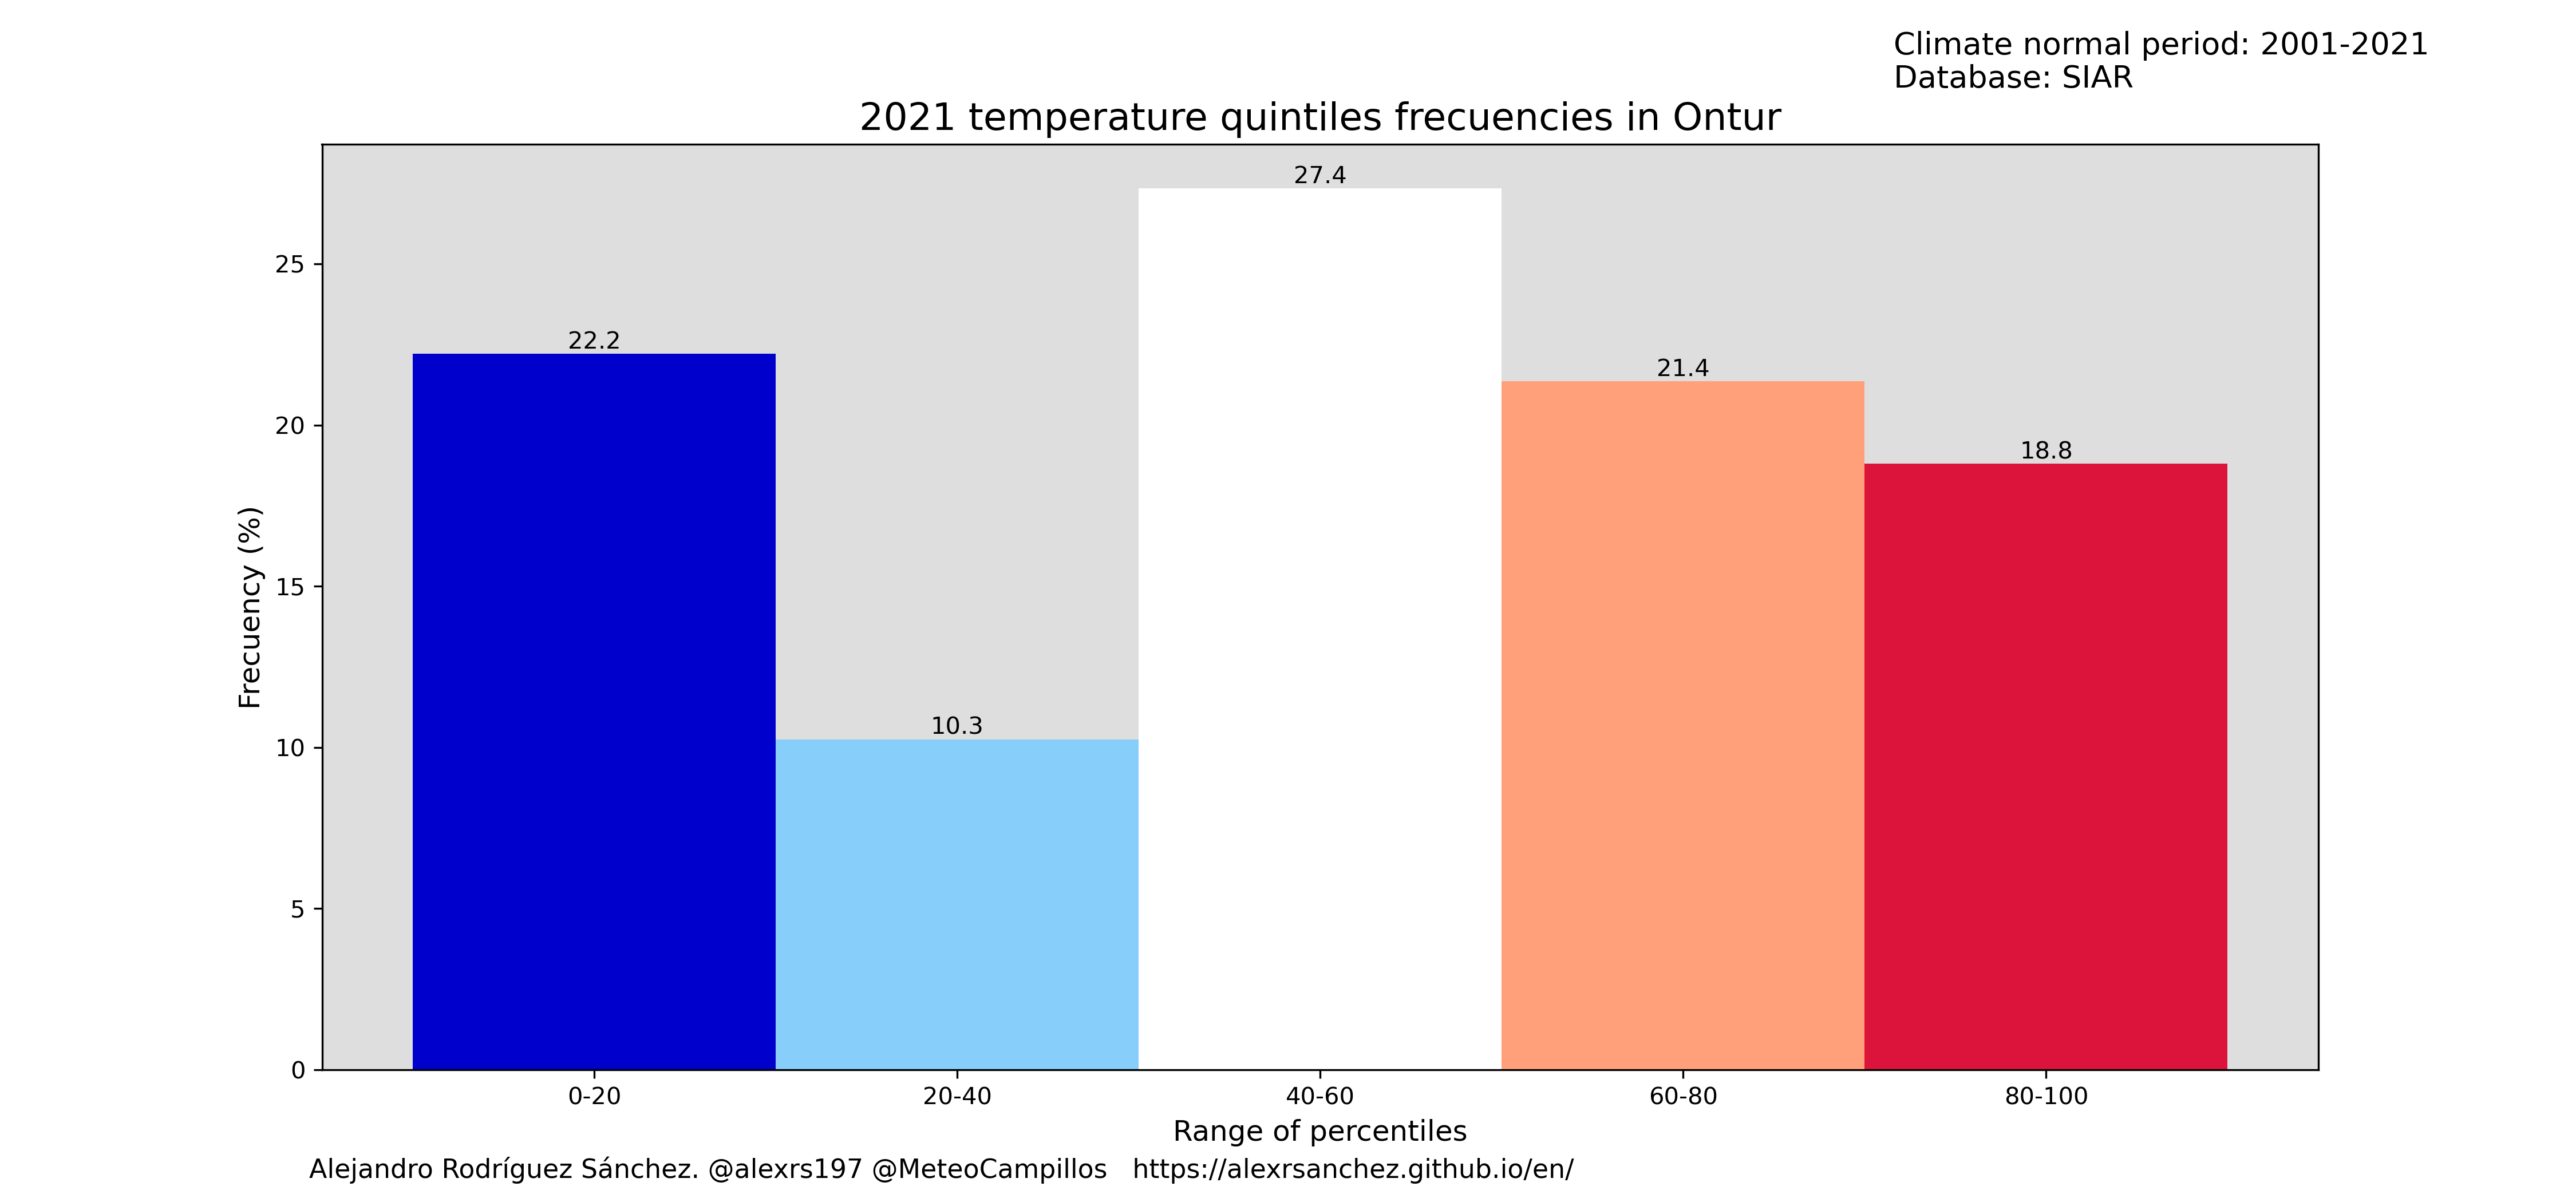 Climate normal period: 2001-2021
Database: SIAR
2021 temperature quintiles frecuencies in Ontur
27.4
25
22.2
21.4
20
18.8
Frecuency (%)
15
10.3
10
5
0
0-20 20-40 40-60 60-80 80-100
Range of percentiles
Alejandro Rodríguez Sánchez. @alexrs197 @MeteoCampillos https://alexrsanchez.github.io/en/